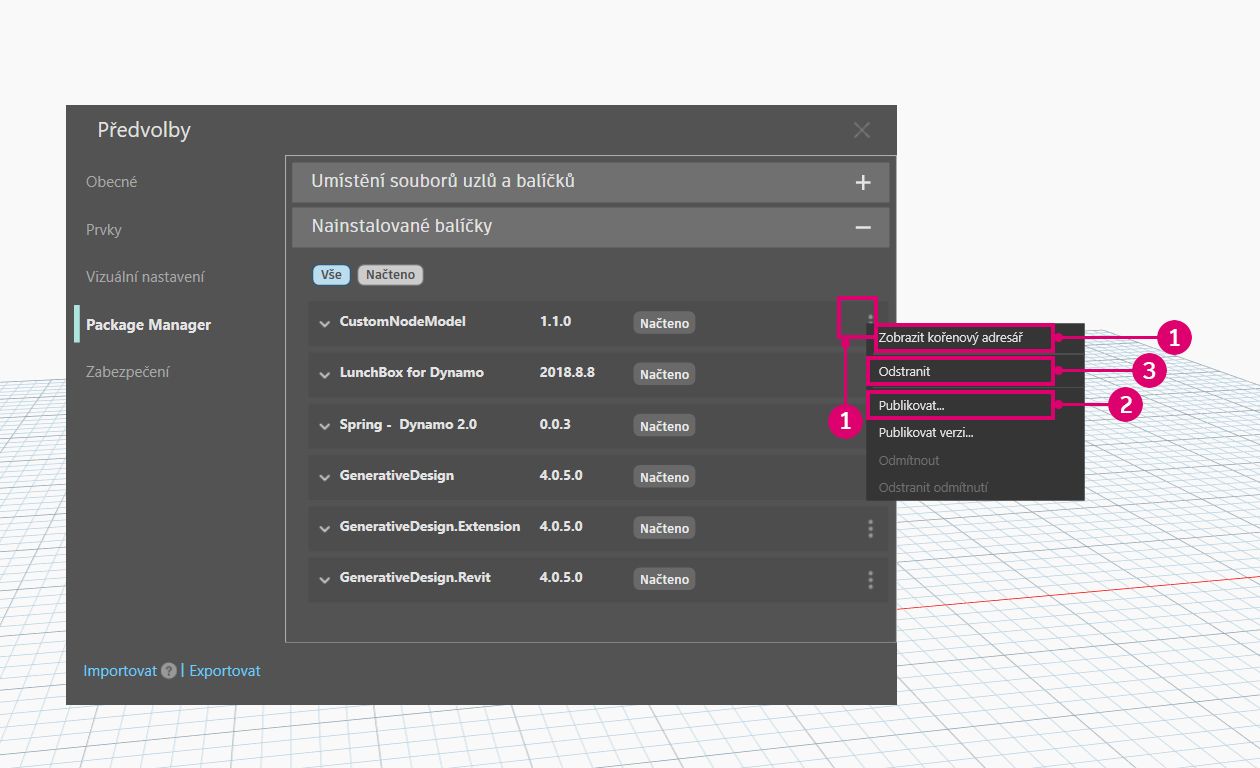 Předvolby
Obecné
Prvky
Vizuální nastavení
Package Manager
Zabezpečení
Umístění souborů uzlů a balíčků
Nainstalované balíčky
Vše Načteno
CustomNodeModel 1.1.0 Načteno
LunchBox for Dynamo 2018.8.8 Načteno
Spring - Dynamo 2.0 0.0.3 Načteno
GenerativeDesign 4.0.5.0 Načteno
GenerativeDesign.Extension 4.0.5.0 Načteno
GenerativeDesign.Revit 4.0.5.0 Načteno
1
Zobrazit kořenový adresář 1
Odstranit 3
Publikovat... 2
Publikovat verzi...
Odmítnout
Odstranit odmítnutí
Importovat ? | Exportovat